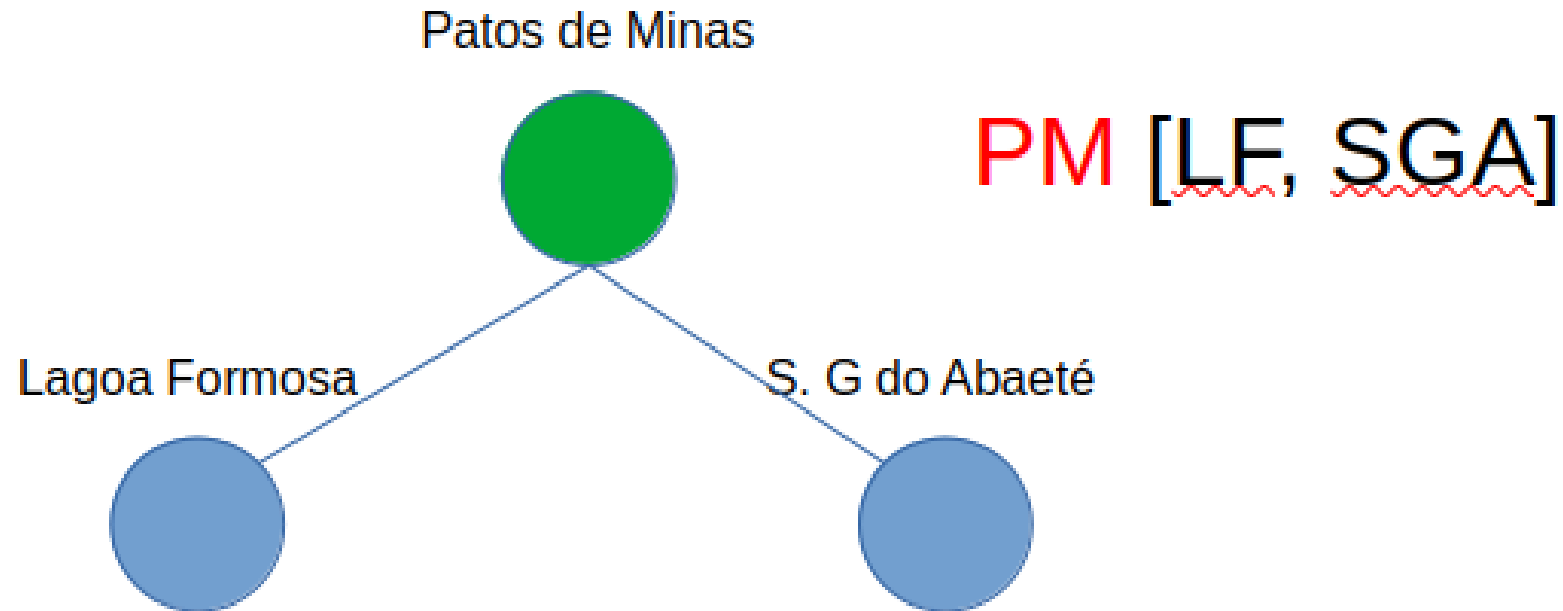 Patos de Minas
PM [LF, SGA]
Lagoa Formosa
S. G do Abaeté